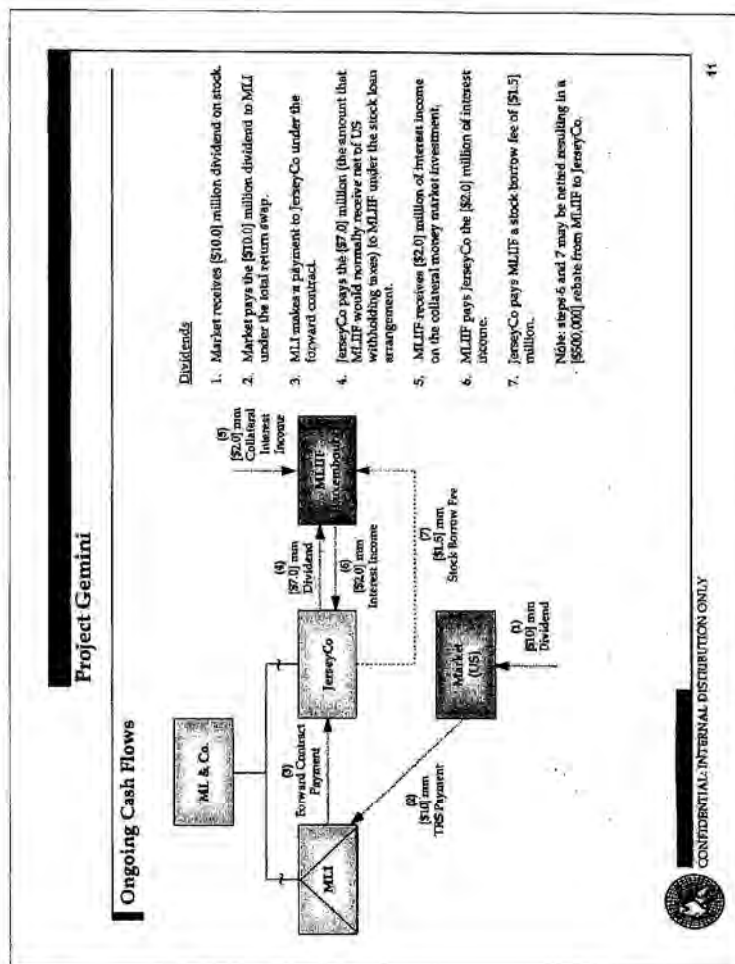 Project Gemini
Ongoing Cash Flows
ML & Co.
MLI
(3)
Forward Contract
Payment
JerseyCo
(4)
[$7.0] mm
Dividend
(6)
[$2.0] mm
Interest Income
MLIIF
(5)
[$2.0] mm
Collateral
Interest
Income
(7)
[$1.5] mm
Stock Borrow Fee
(2)
[$10] mm
TRS Payment
Market
(US)
(1)
[$10] mm
Dividend
Dividends
1. Market receives [$10.0] million dividend on stock.
2. Market pays the [$10.0] million dividend to MLI
under the total return swap.
3. MLI makes a payment to JerseyCo under the
forward contract.
4. JerseyCo pays the [$7.0] million (the amount that
MLIIF would normally receive net of US
withholding taxes) to MLIIF under the stock loan
arrangement.
5. MLIIF receives [$2.0] million of interest income
on the collateral money market investment.
6. MLIIF pays JerseyCo the [$2.0] million of interest
income.
7. JerseyCo pays MLIIF a stock borrow fee of [$1.5]
million.
Note: steps 6 and 7 may be netted resulting in a
[$500,000] rebate from MLIIF to JerseyCo.
CONFIDENTIAL: INTERNAL DISTRIBUTION ONLY
11